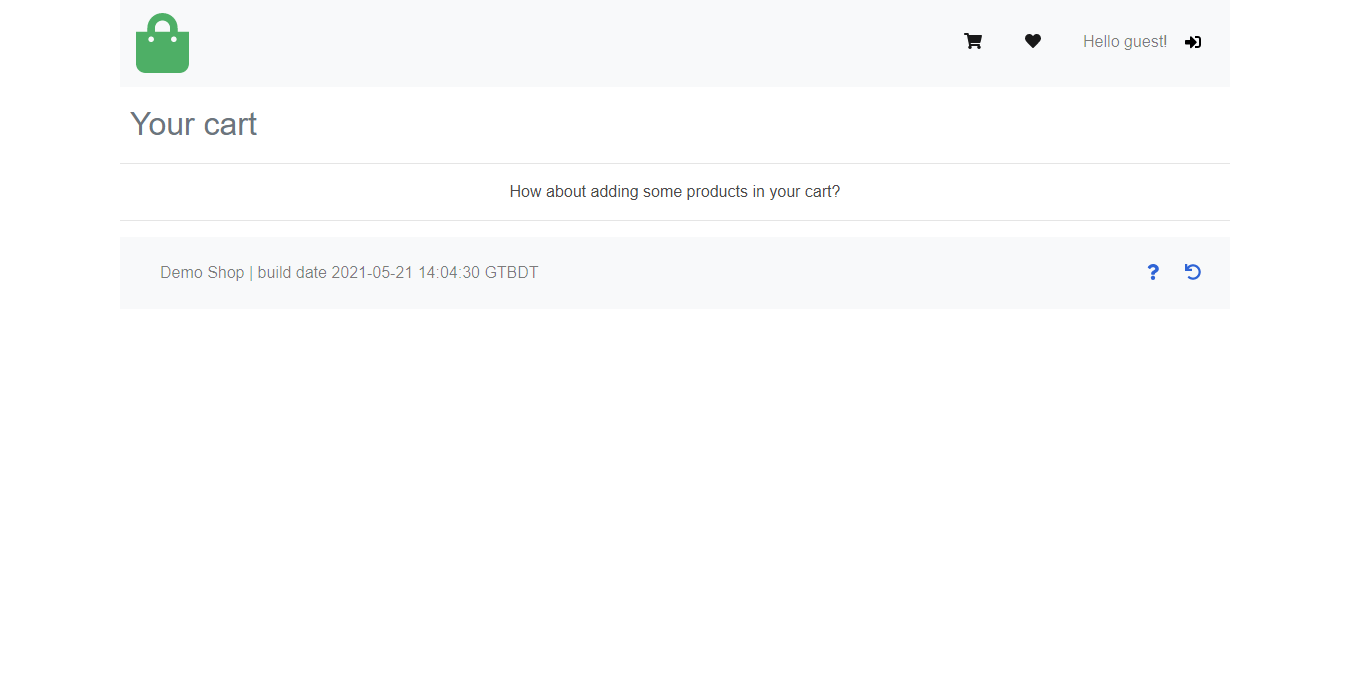 Hello guest!
Your cart
How about adding some products in your cart?
Demo Shop | build date 2021-05-21 14:04:30 GTBDT